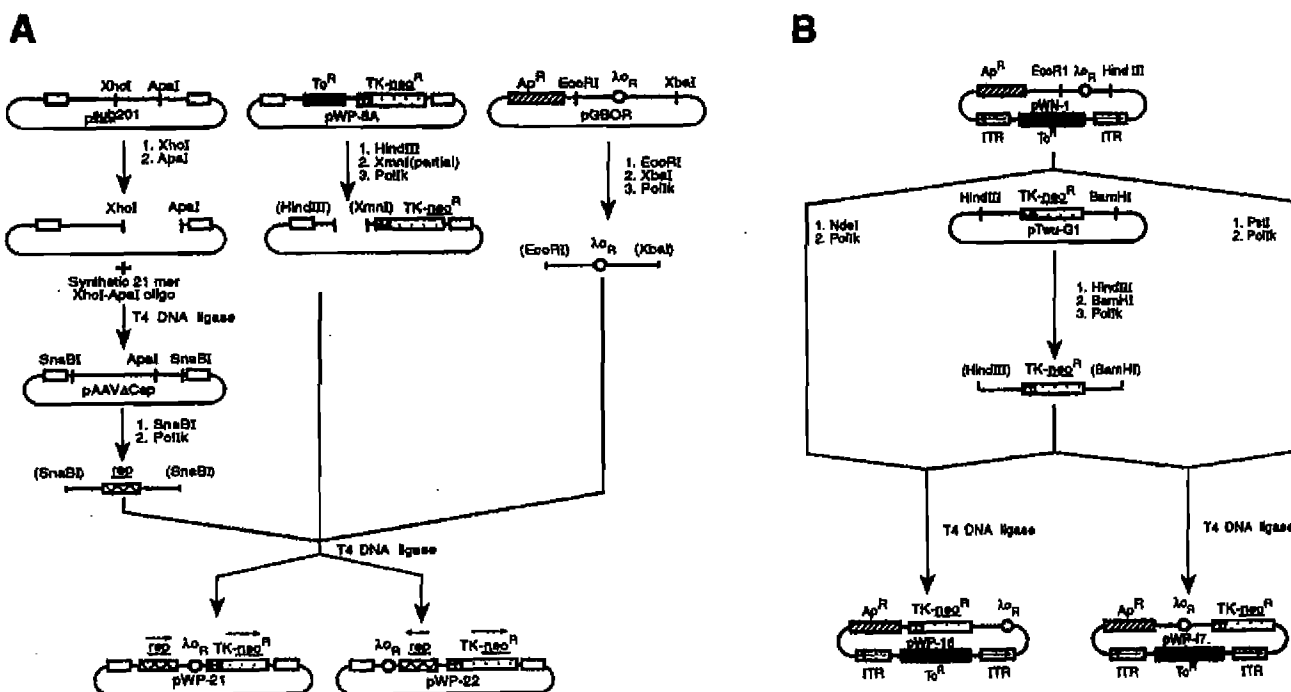 A
XhoI ApaI
psub201
1. XhoI
2. ApaI
XhoI ApaI
+
Synthetic 21 mer
XhoI-ApaI oligo
T4 DNA ligase
SnaBI ApaI SnaBI
pAAVΔCap
1. SnaBI
2. PolIk
(SnaBI) rep (SnaBI)
TcR TK-neoR
pWP-8A
1. HindIII
2. XmnI(partial)
3. PolIk
(HindIII) (XmnI) TK-neoR
ApR EcoRI λoR XbaI
pGBOR
1. EcoRI
2. XbaI
3. PolIk
(EcoRI) λoR (XbaI)
T4 DNA ligase
rep λoR TK-neoR
pWP-21
λoR rep TK-neoR
pWP-22
B
ApR EcoR1 λoR Hind III
pWN-1
ITR TcR ITR
1. NdeI
2. PolIk
HindIII TK-neoR BamHI
1. PstI
2. PolIk
1. HindIII
2. BamHI
3. PolIk
(HindIII) TK-neoR (BamHI)
T4 DNA ligase
T4 DNA ligase
ApR TK-neoR λoR
ITR TcR ITR
ApR λoR TK-neoR
pWP-17
ITR TcR ITR